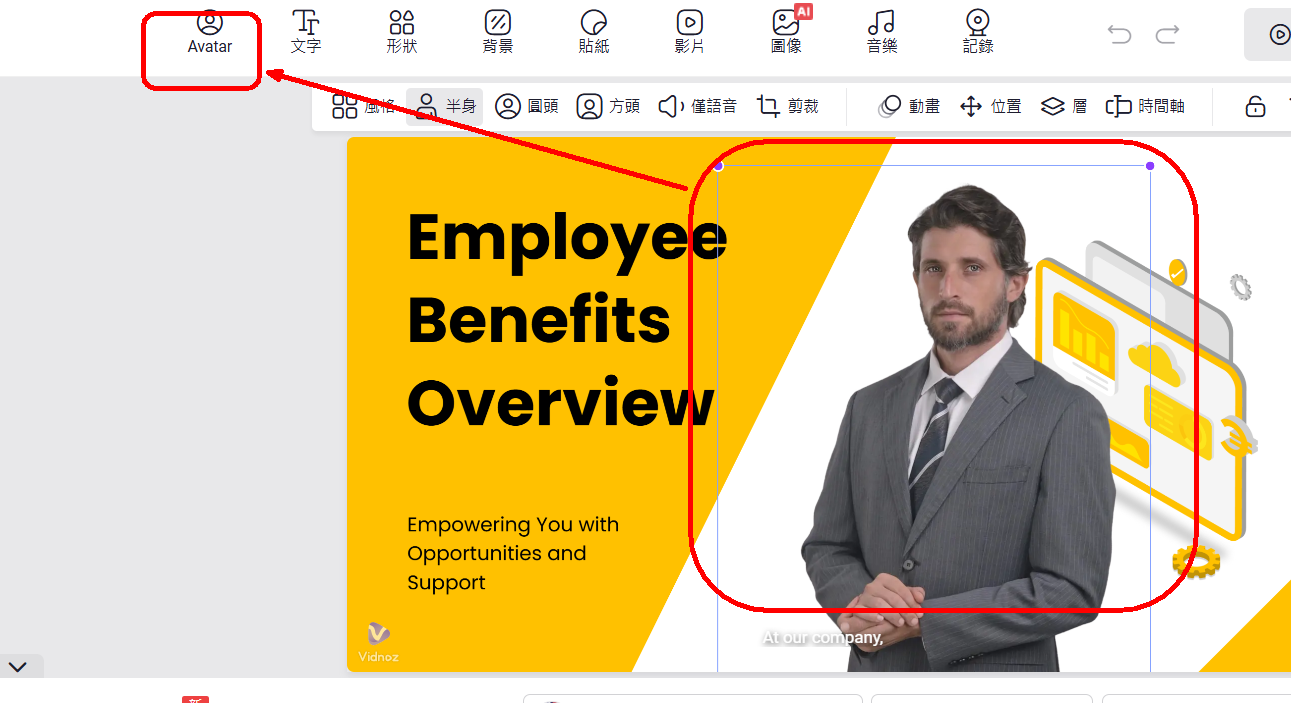 Avatar
文字
形狀
背景
貼紙
影片
AI
圖像
音樂
記錄
風格
半身
圓頭
方頭
僅語音
剪裁
動畫
位置
層
時間軸
Employee
Benefits
Overview
Empowering You with
Opportunities and
Support
At our company,
Vidnoz